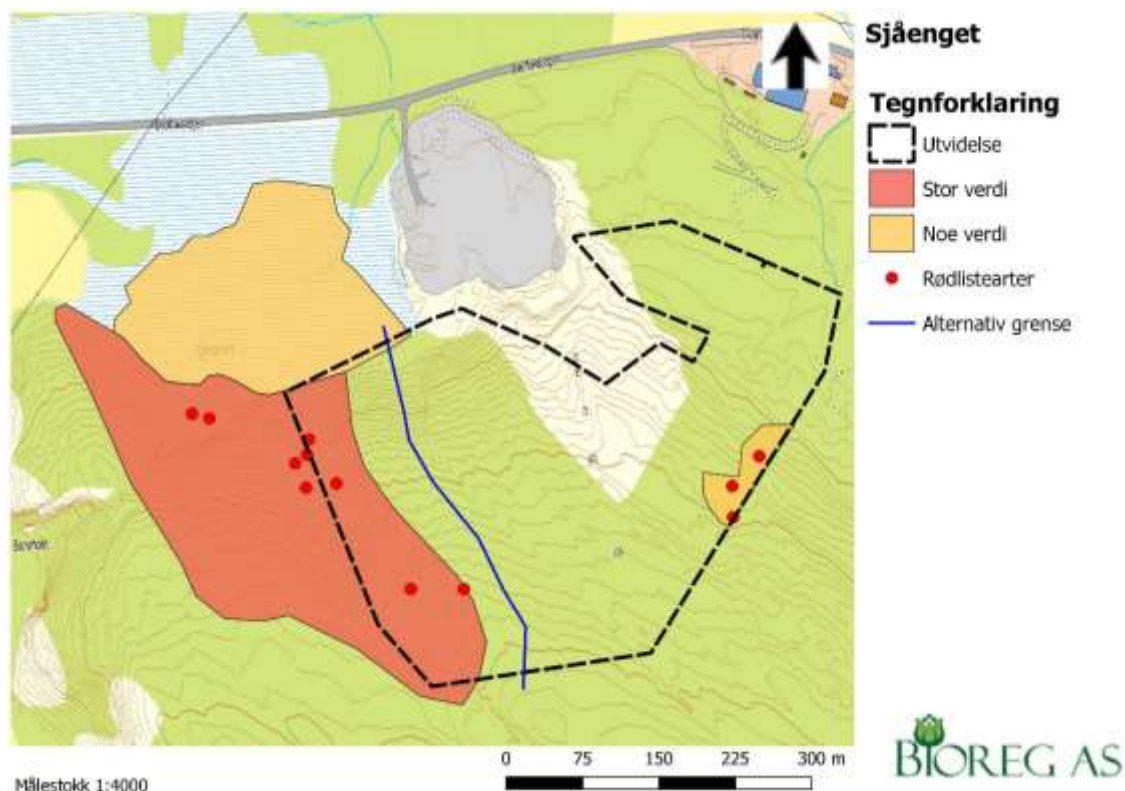 Sjåenget
Tegnforklaring
Utvidelse
Stor verdi
Noe verdi
Rødlistearter
Alternativ grense
0 75 150 225 300 m
Målestokk 1:4000
BIOREG AS